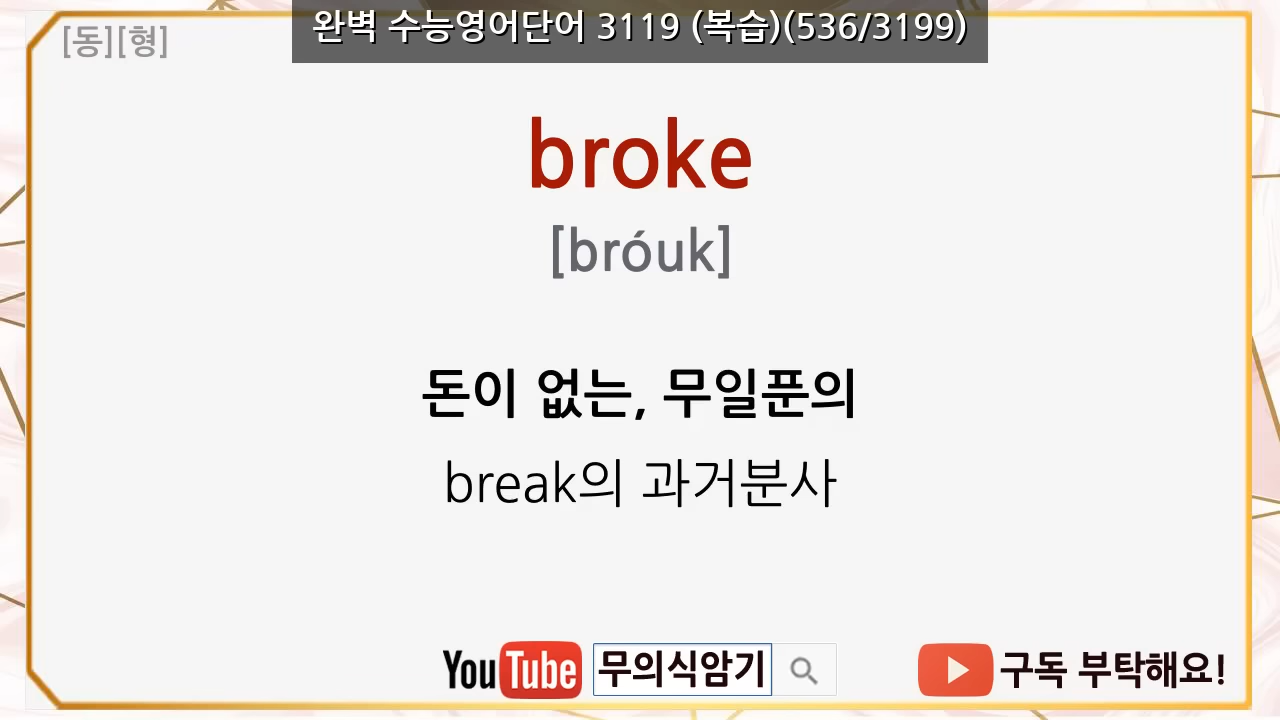 완벽 수능영어단어 3119 (복습)(536/3199)
[동][형]
broke
[bróuk]
돈이 없는, 무일푼의
break의 과거분사
YouTube 무의식암기
구독 부탁해요!